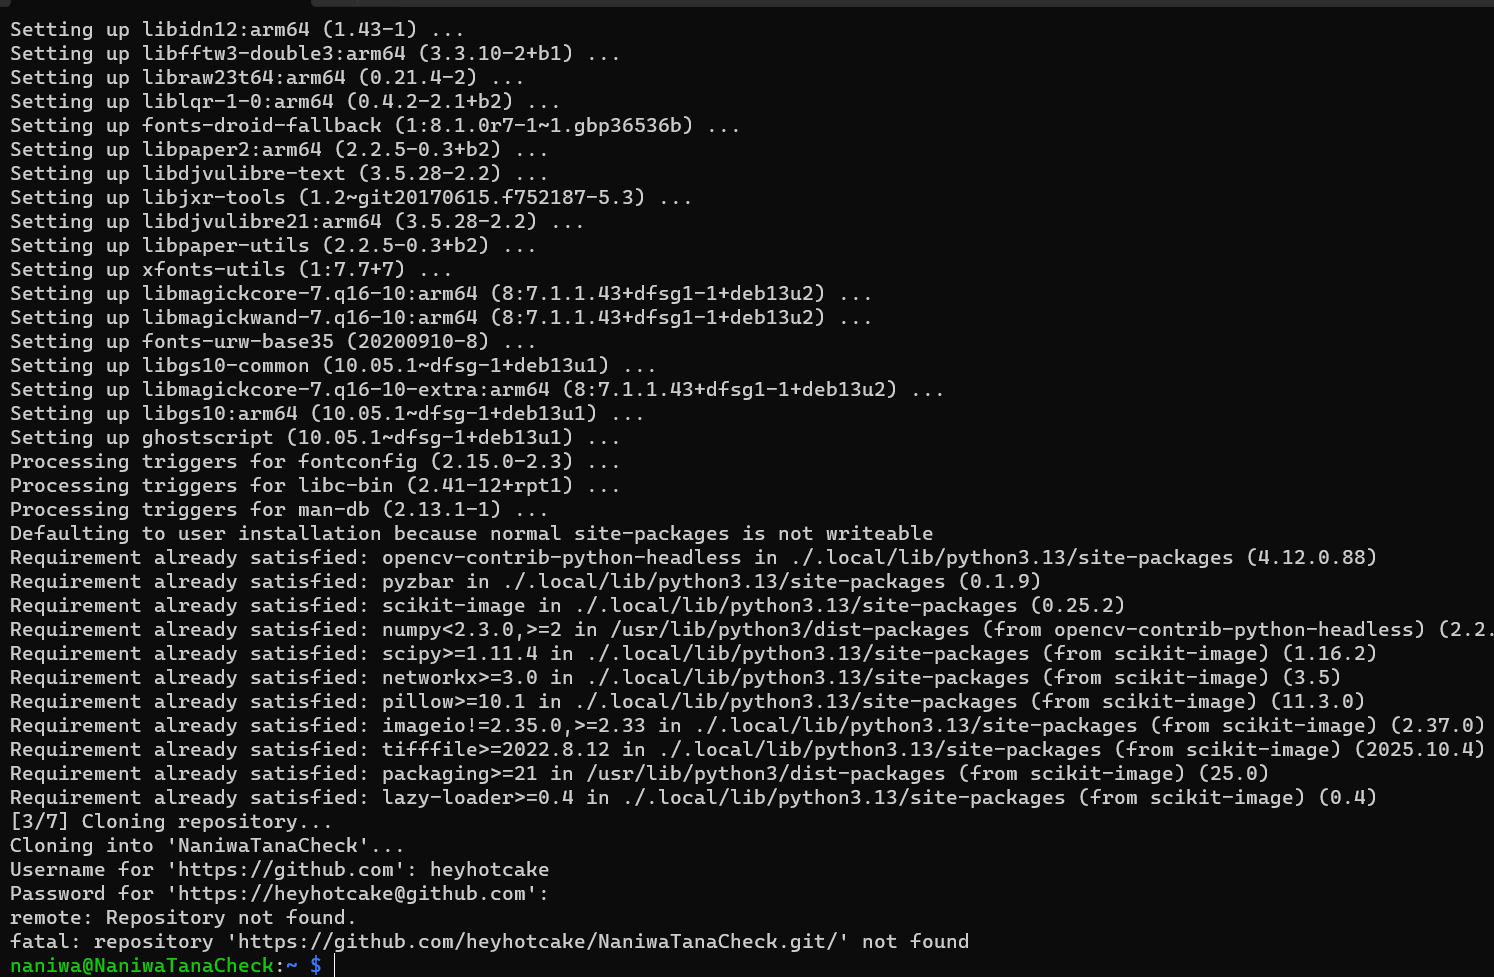 Setting up libidn12:arm64 (1.43-1) ...
Setting up libfftw3-double3:arm64 (3.3.10-2+b1) ...
Setting up libraw23t64:arm64 (0.21.4-2) ...
Setting up liblqr-1-0:arm64 (0.4.2-2.1+b2) ...
Setting up fonts-droid-fallback (1:8.1.0r7-1~1.gbp36536b) ...
Setting up libpaper2:arm64 (2.2.5-0.3+b2) ...
Setting up libdjvulibre-text (3.5.28-2.2) ...
Setting up libjxr-tools (1.2~git20170615.f752187-5.3) ...
Setting up libdjvulibre21:arm64 (3.5.28-2.2) ...
Setting up libpaper-utils (2.2.5-0.3+b2) ...
Setting up xfonts-utils (1:7.7+7) ...
Setting up libmagickcore-7.q16-10:arm64 (8:7.1.1.43+dfsg1-1+deb13u2) ...
Setting up libmagickwand-7.q16-10:arm64 (8:7.1.1.43+dfsg1-1+deb13u2) ...
Setting up fonts-urw-base35 (20200910-8) ...
Setting up libgs10-common (10.05.1~dfsg-1+deb13u1) ...
Setting up libmagickcore-7.q16-10-extra:arm64 (8:7.1.1.43+dfsg1-1+deb13u2) ...
Setting up libgs10:arm64 (10.05.1~dfsg-1+deb13u1) ...
Setting up ghostscript (10.05.1~dfsg-1+deb13u1) ...
Processing triggers for fontconfig (2.15.0-2.3) ...
Processing triggers for libc-bin (2.41-12+rpt1) ...
Processing triggers for man-db (2.13.1-1) ...
Defaulting to user installation because normal site-packages is not writeable
Requirement already satisfied: opencv-contrib-python-headless in ./.local/lib/python3.13/site-packages (4.12.0.88)
Requirement already satisfied: pyzbar in ./.local/lib/python3.13/site-packages (0.1.9)
Requirement already satisfied: scikit-image in ./.local/lib/python3.13/site-packages (0.25.2)
Requirement already satisfied: numpy<2.3.0,>=2 in /usr/lib/python3/dist-packages (from opencv-contrib-python-headless) (2.2.
Requirement already satisfied: scipy>=1.11.4 in ./.local/lib/python3.13/site-packages (from scikit-image) (1.16.2)
Requirement already satisfied: networkx>=3.0 in ./.local/lib/python3.13/site-packages (from scikit-image) (3.5)
Requirement already satisfied: pillow>=10.1 in ./.local/lib/python3.13/site-packages (from scikit-image) (11.3.0)
Requirement already satisfied: imageio!=2.35.0,>=2.33 in ./.local/lib/python3.13/site-packages (from scikit-image) (2.37.0)
Requirement already satisfied: tifffile>=2022.8.12 in ./.local/lib/python3.13/site-packages (from scikit-image) (2025.10.4)
Requirement already satisfied: packaging>=21 in /usr/lib/python3/dist-packages (from scikit-image) (25.0)
Requirement already satisfied: lazy-loader>=0.4 in ./.local/lib/python3.13/site-packages (from scikit-image) (0.4)
[3/7] Cloning repository...
Cloning into 'NaniwaTanaCheck'...
Username for 'https://github.com': heyhotcake
Password for 'https://heyhotcake@github.com':
remote: Repository not found.
fatal: repository 'https://github.com/heyhotcake/NaniwaTanaCheck.git/' not found
naniwa@NaniwaTanaCheck:~ $